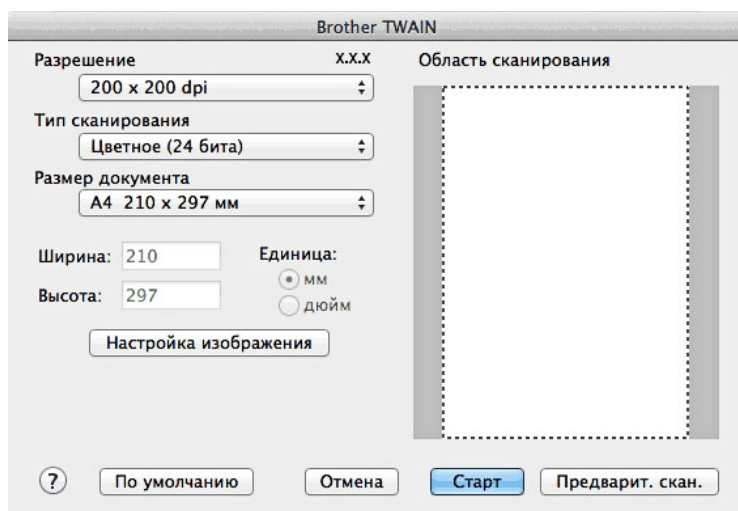 Brother TWAIN
Разрешение X.X.X
200 x 200 dpi
Тип сканирования
Цветное (24 бита)
Размер документа
A4 210 x 297 мм
Ширина: 210
Высота: 297
Единица:
мм
дюйм
Настройка изображения
Область сканирования
? По умолчанию Отмена Старт Предварит. скан.